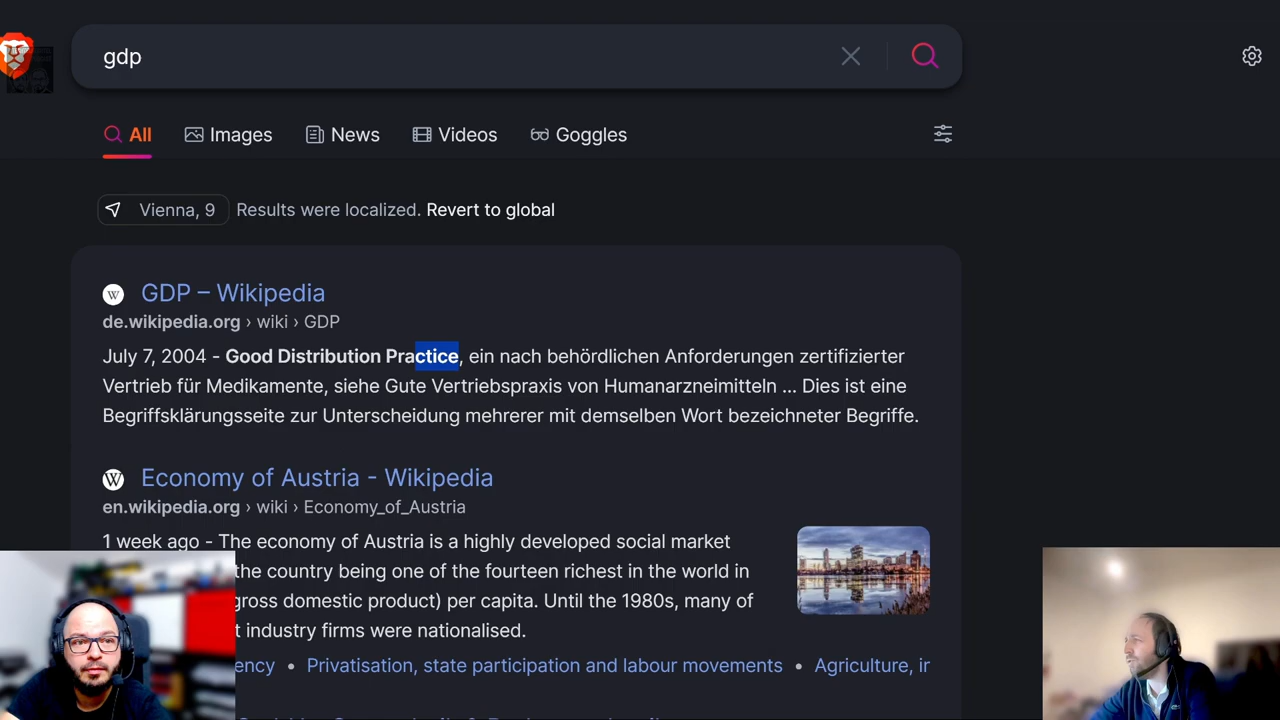 gdp
All Images News Videos Goggles
Vienna, 9 Results were localized. Revert to global
GDP – Wikipedia
de.wikipedia.org › wiki › GDP
July 7, 2004 - Good Distribution Practice, ein nach behördlichen Anforderungen zertifizierter
Vertrieb für Medikamente, siehe Gute Vertriebspraxis von Humanarzneimitteln ... Dies ist eine
Begriffsklärungsseite zur Unterscheidung mehrerer mit demselben Wort bezeichneter Begriffe.
Economy of Austria - Wikipedia
en.wikipedia.org › wiki › Economy_of_Austria
1 week ago - The economy of Austria is a highly developed social market
the country being one of the fourteen richest in the world in
gross domestic product) per capita. Until the 1980s, many of
t industry firms were nationalised.
ency • Privatisation, state participation and labour movements • Agriculture, ir